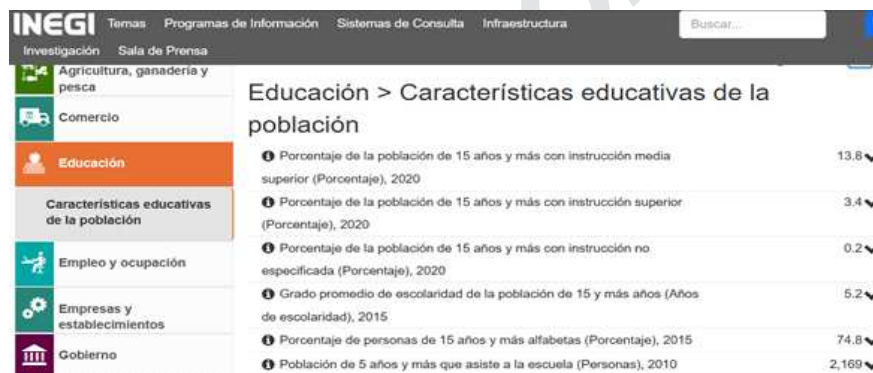 INEGI Temas Programas de Información Sistemas de Consulta Infraestructura Buscar...
Investigación Sala de Prensa
Agricultura, ganadería y
pesca
Comercio
Educación
Características educativas
de la población
Empleo y ocupación
Empresas y
establecimientos
Gobierno
Educación > Características educativas de la
población
Porcentaje de la población de 15 años y más con instrucción media 13.8
superior (Porcentaje), 2020
Porcentaje de la población de 15 años y más con instrucción superior 3.4
(Porcentaje), 2020
Porcentaje de la población de 15 años y más con instrucción no 0.2
especificada (Porcentaje), 2020
Grado promedio de escolaridad de la población de 15 y más años (Años 5.2
de escolaridad), 2015
Porcentaje de personas de 15 años y más alfabetas (Porcentaje), 2015 74.8
Población de 5 años y más que asiste a la escuela (Personas), 2010 2,169